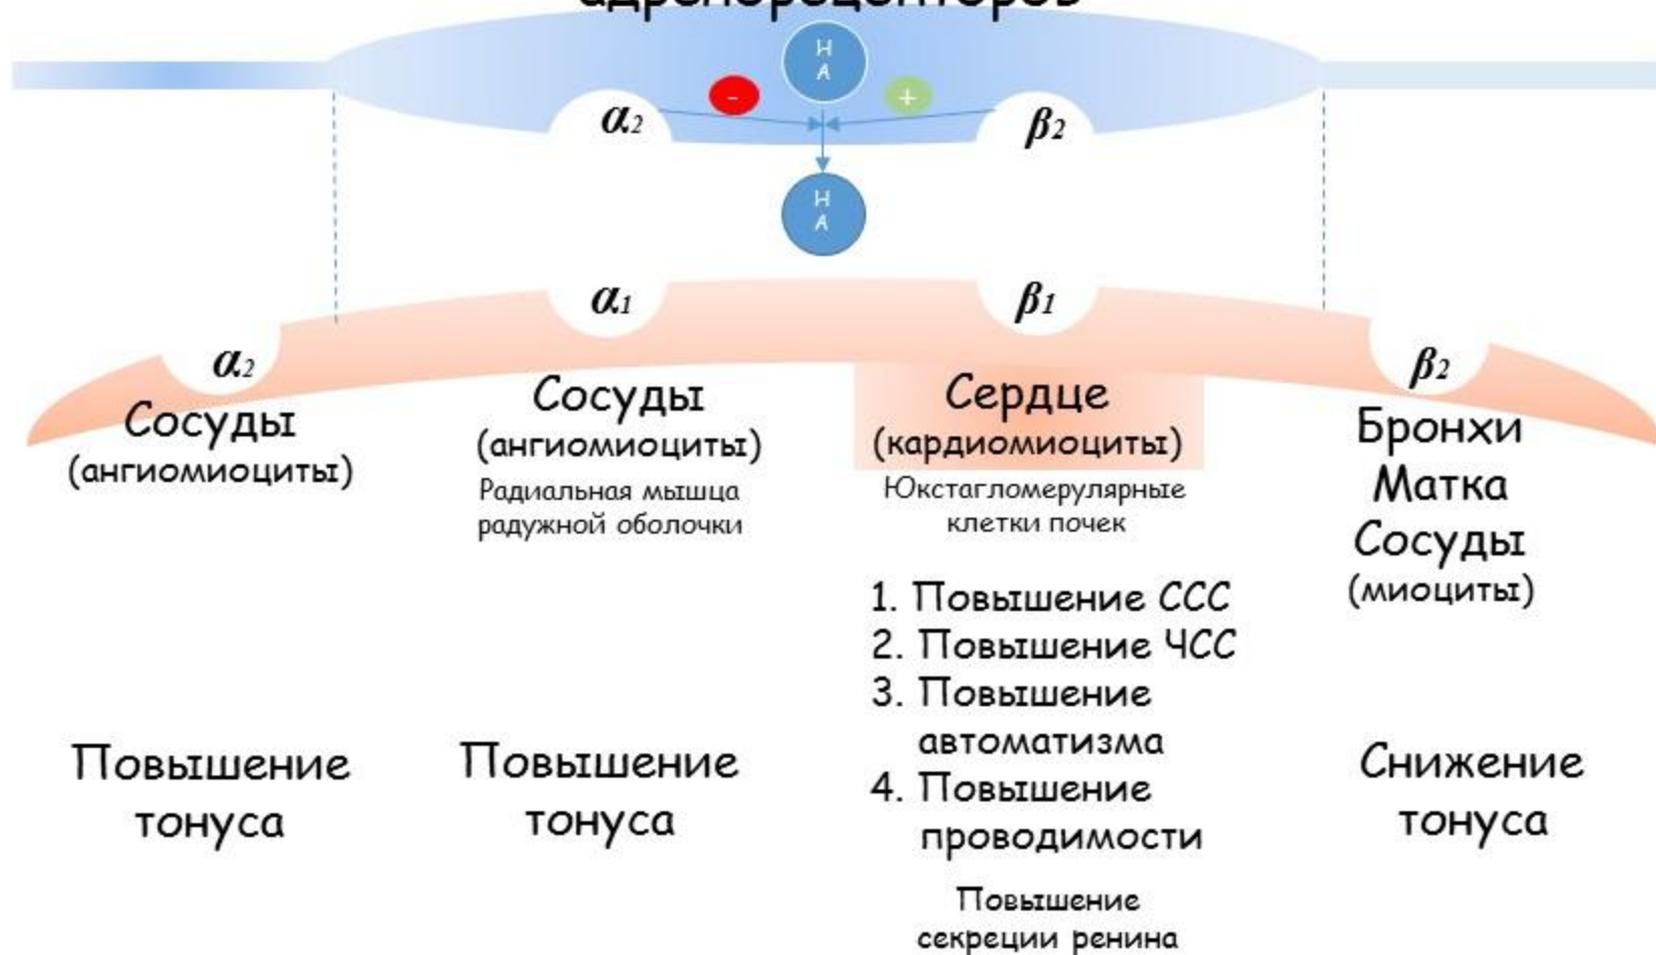 адренорецепторов
Н
А
-
+
α2
β2
Н
А
α1
β1
α2
β2
Сосуды
(ангиомиоциты)
Сосуды
(ангиомиоциты)
Радиальная мышца
радужной оболочки
Сердце
(кардиомиоциты)
Юкстагломерулярные
клетки почек
Бронхи
Матка
Сосуды
(миоциты)
Повышение
тонуса
Повышение
тонуса
1. Повышение ССС
2. Повышение ЧСС
3. Повышение
автоматизма
4. Повышение
проводимости
Повышение
секреции ренина
Снижение
тонуса